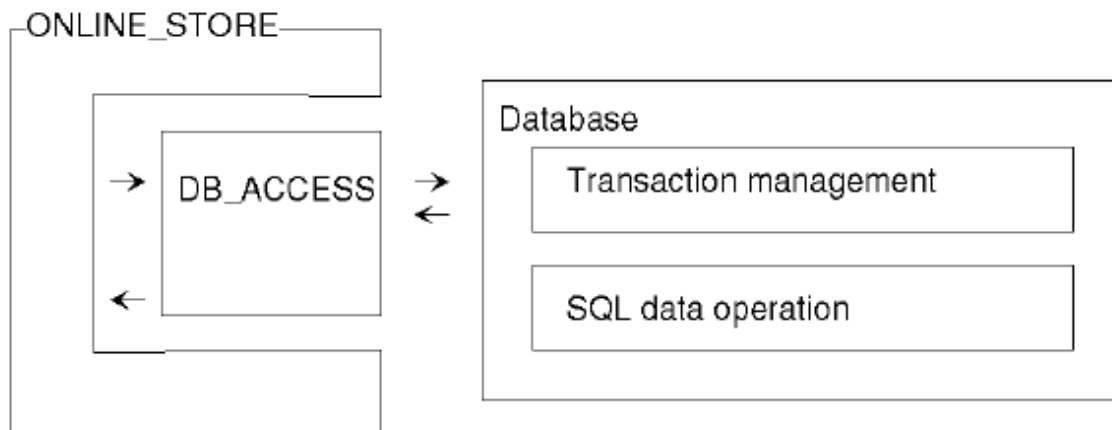 ONLINE_STORE
DB_ACCESS
Database
Transaction management
SQL data operation